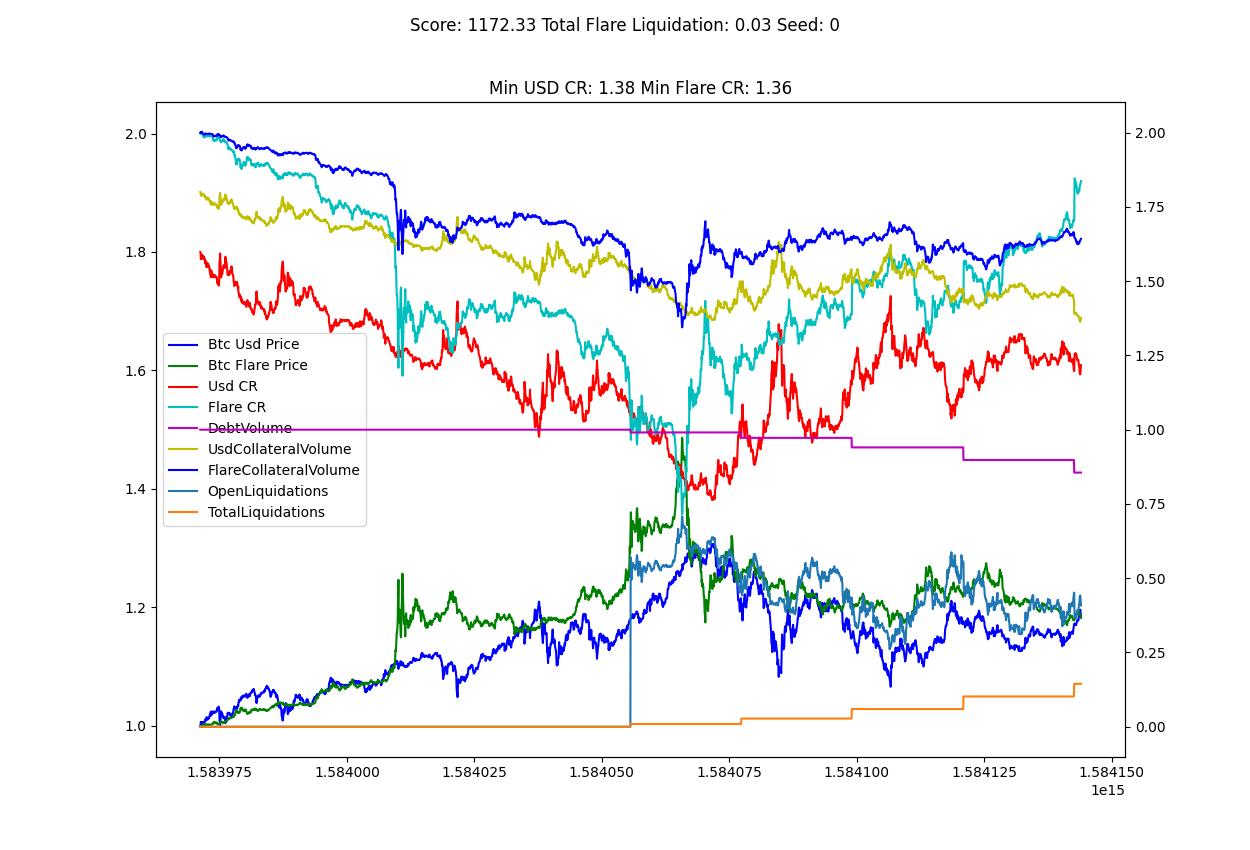 Score: 1172.33 Total Flare Liquidation: 0.03 Seed: 0
Min USD CR: 1.38 Min Flare CR: 1.36
2.0
1.8
1.6
1.4
1.2
1.0
2.00
1.75
1.50
1.25
1.00
0.75
0.50
0.25
0.00
Btc Usd Price
Btc Flare Price
Usd CR
Flare CR
DebtVolume
UsdCollateralVolume
FlareCollateralVolume
OpenLiquidations
TotalLiquidations
1.583975 1.584000 1.584025 1.584050 1.584075 1.584100 1.584125 1.584150
1e15